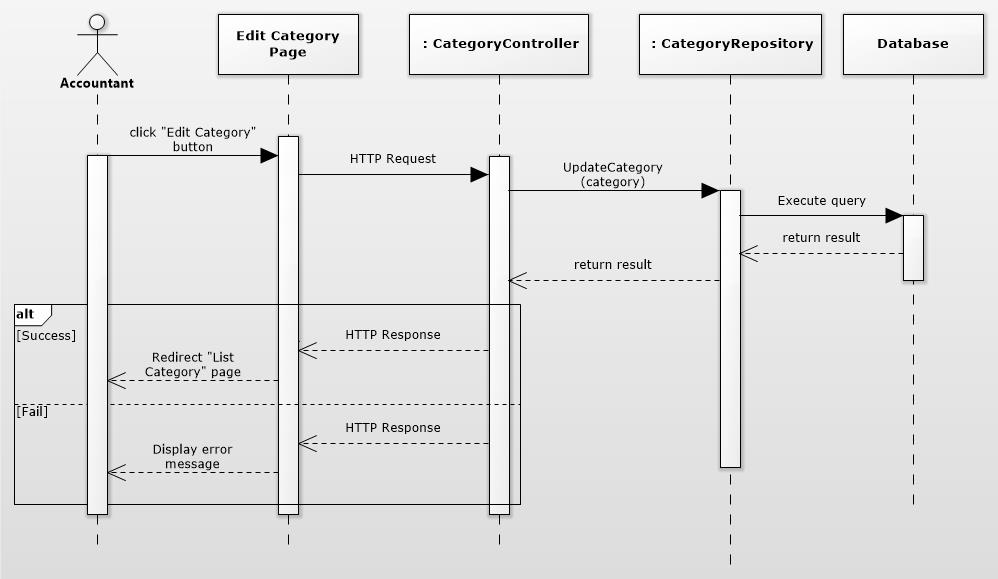 Accountant
Edit Category
Page
: CategoryController
: CategoryRepository
Database
click "Edit Category"
button
HTTP Request
UpdateCategory
(category)
Execute query
return result
return result
alt
[Success]
HTTP Response
Redirect "List
Category" page
[Fail]
HTTP Response
Display error
message